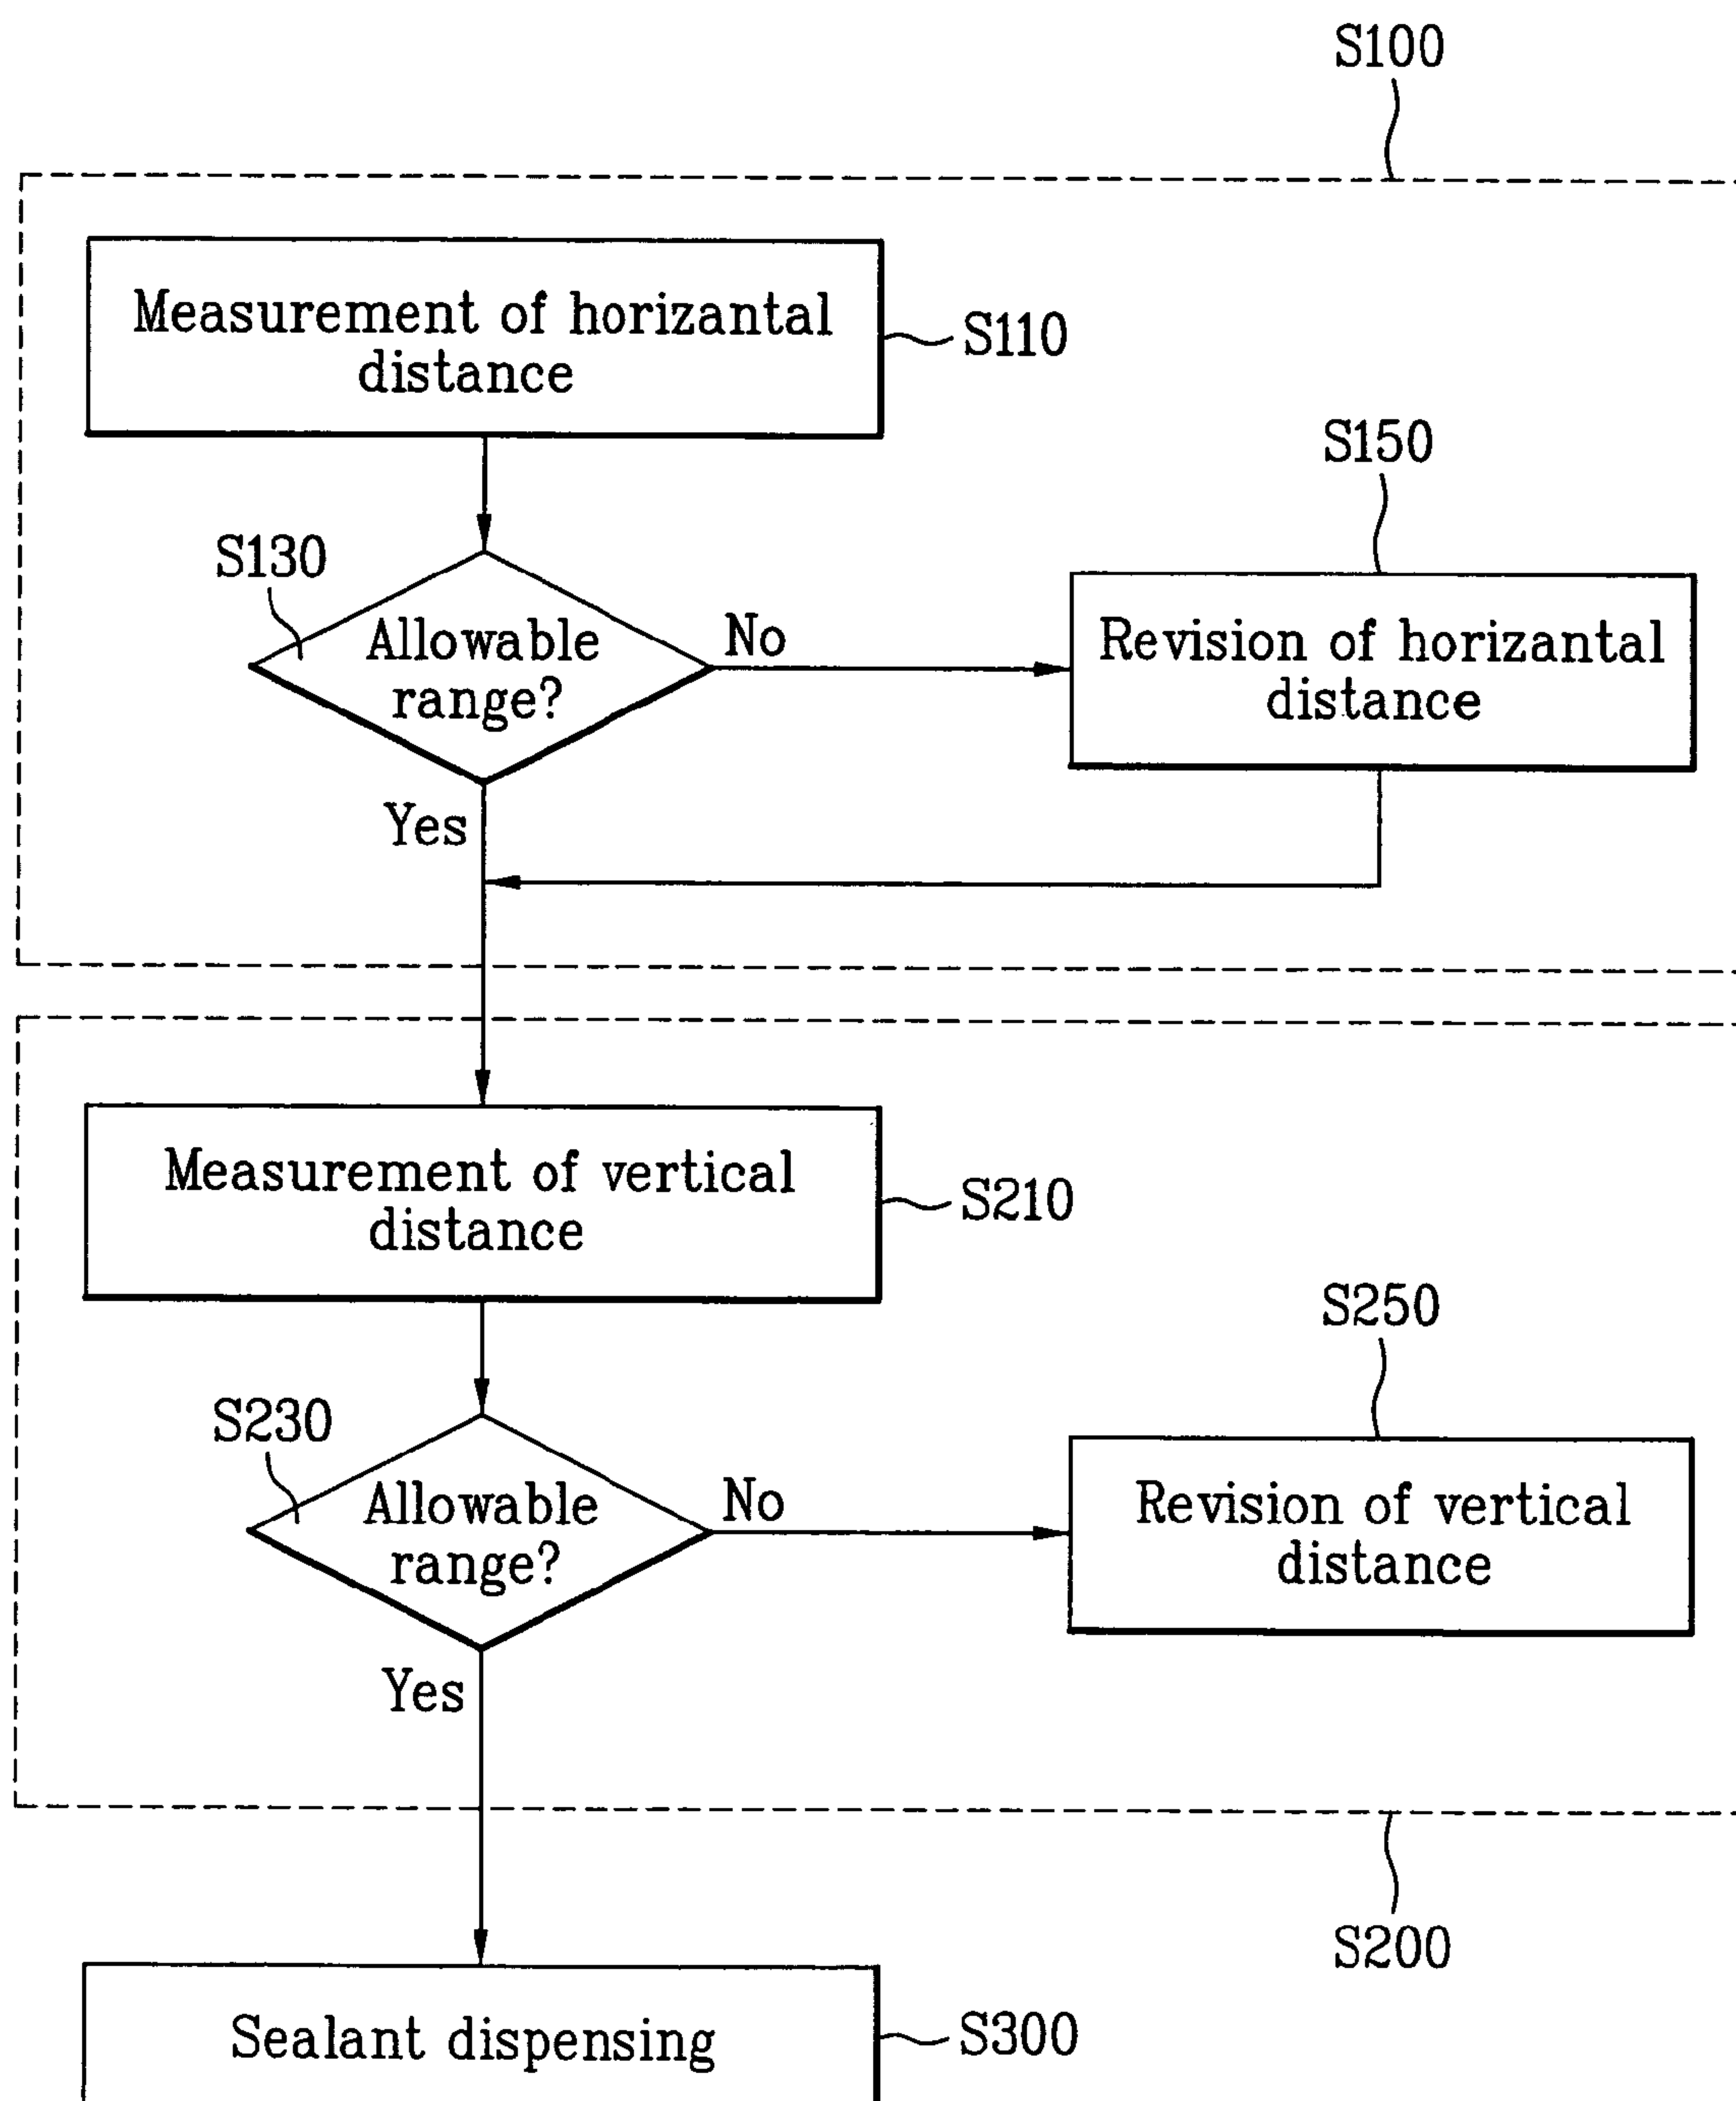 S100
Measurement of horizantal
distance
S110
S150
S130
Allowable
range?
No
Revision of horizantal
distance
Yes
Measurement of vertical
distance
S210
S250
S230
Allowable
range?
No
Revision of vertical
distance
Yes
S200
Sealant dispensing
S300